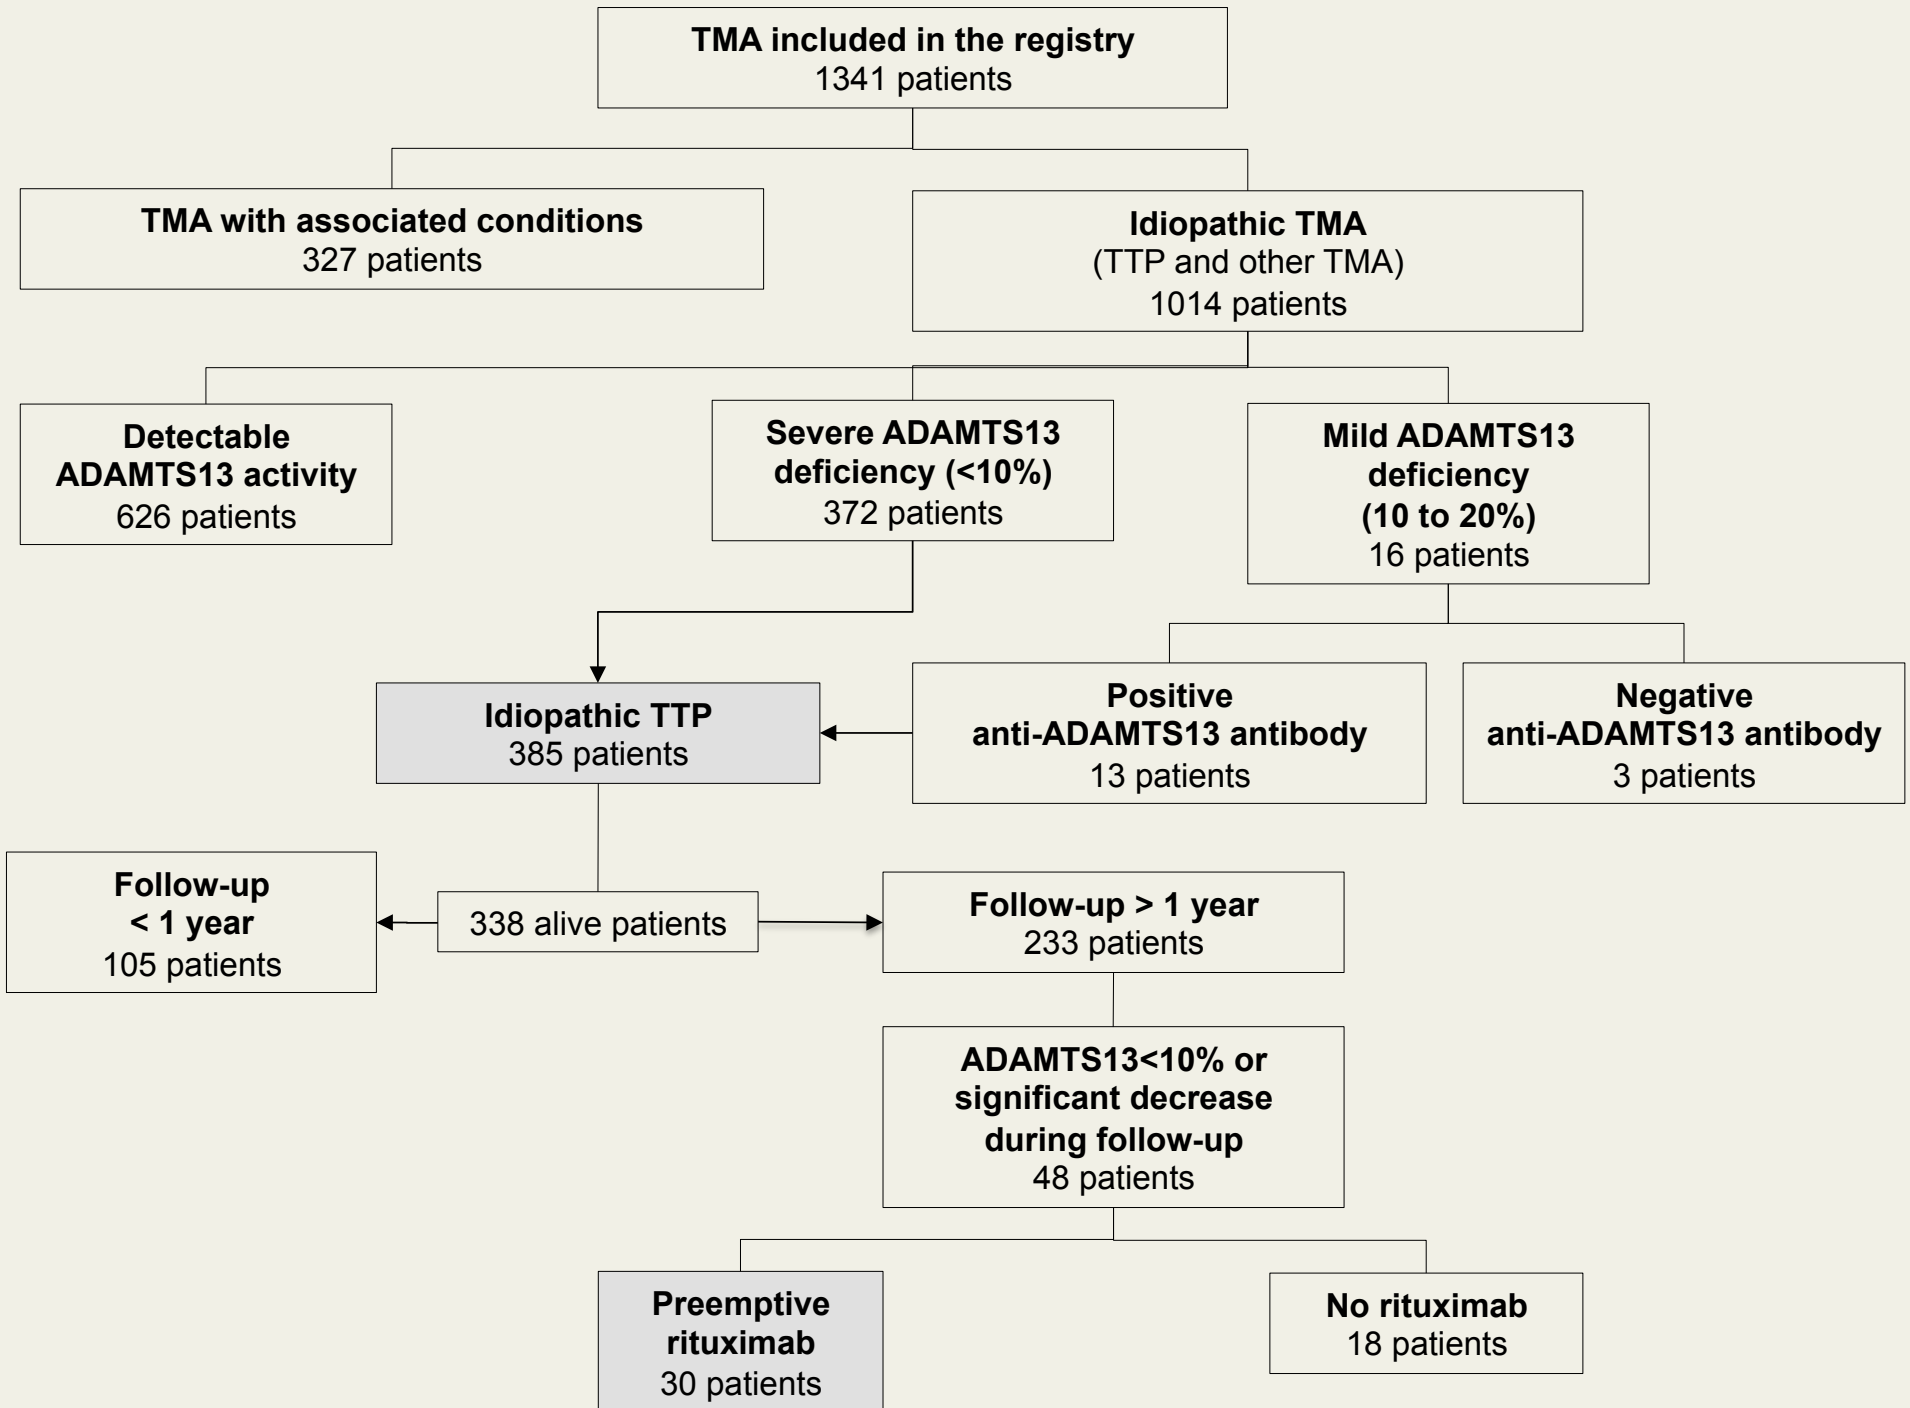 TMA included in the registry
1341 patients
TMA with associated conditions
327 patients
Idiopathic TMA
(TTP and other TMA)
1014 patients
Detectable
ADAMTS13 activity
626 patients
Severe ADAMTS13
deficiency (<10%)
372 patients
Mild ADAMTS13
deficiency
(10 to 20%)
16 patients
Idiopathic TTP
385 patients
Positive
anti-ADAMTS13 antibody
13 patients
Negative
anti-ADAMTS13 antibody
3 patients
Follow-up
< 1 year
105 patients
338 alive patients
Follow-up > 1 year
233 patients
ADAMTS13<10% or
significant decrease
during follow-up
48 patients
Preemptive
rituximab
30 patients
No rituximab
18 patients